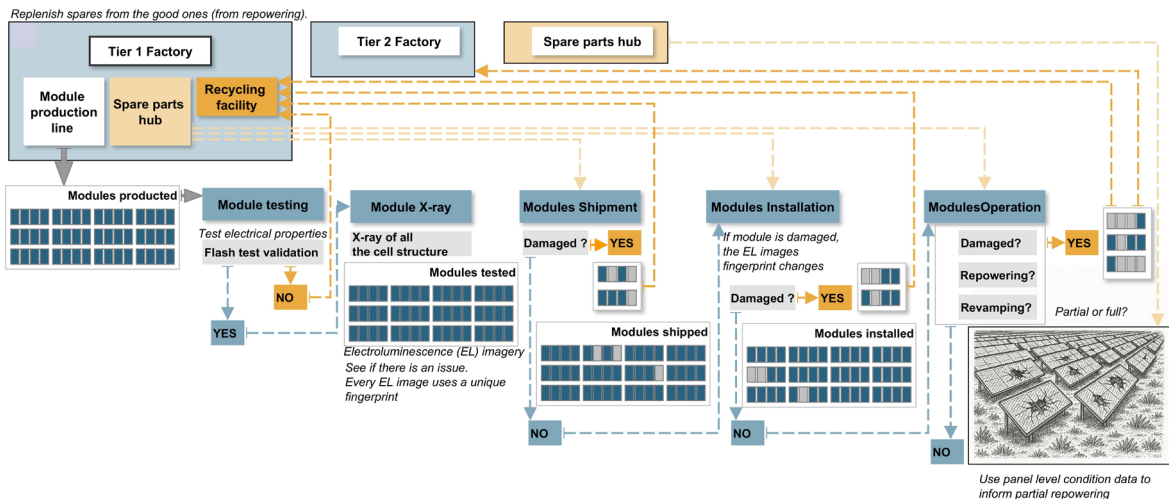 Replenish spares from the good ones (from repowering).
Tier 1 Factory
Tier 2 Factory
Spare parts hub
Module
production
line
Spare parts
hub
Recycling
facility
Modules producted
Module testing
Test electrical properties
Flash test validation
NO
YES
Module X-ray
X-ray of all
the cell structure
Modules tested
Electroluminescence (EL) imagery
See if there is an issue.
Every EL image uses a unique
fingerprint
Modules Shipment
Damaged ?
YES
Modules shipped
NO
Modules Installation
If module is damaged,
the EL images
fingerprint changes
Damaged ?
YES
Modules installed
NO
ModulesOperation
Damaged?
YES
Repowering?
Revamping?
Partial or full?
NO
Use panel level condition data to
inform partial repowering